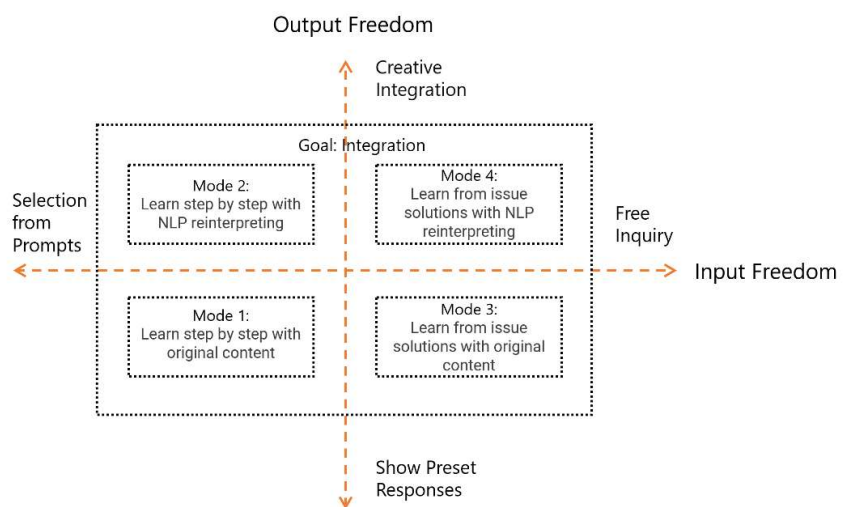 Output Freedom
Creative
Integration
Goal: Integration
Mode 2:
Learn step by step with
NLP reinterpreting
Mode 4:
Learn from issue
solutions with NLP
reinterpreting
Selection
from
Prompts
Free
Inquiry
Input Freedom
Mode 1:
Learn step by step with
original content
Mode 3:
Learn from issue
solutions with original
content
Show Preset
Responses